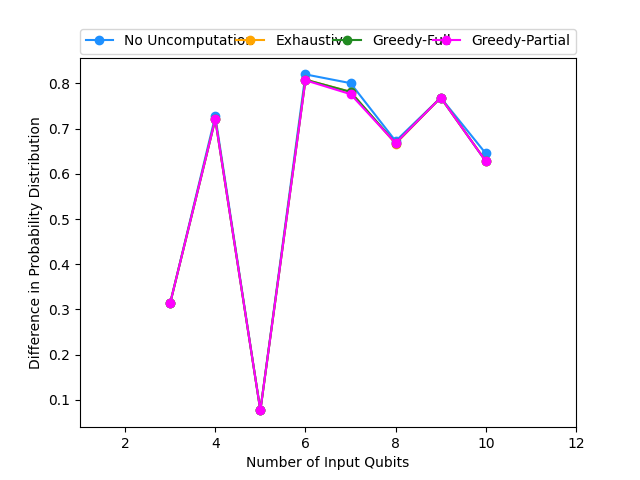 No Uncomputation Exhaustive Greedy-Full Greedy-Partial
Difference in Probability Distribution
0.8
0.7
0.6
0.5
0.4
0.3
0.2
0.1
2 4 6 8 10 12
Number of Input Qubits